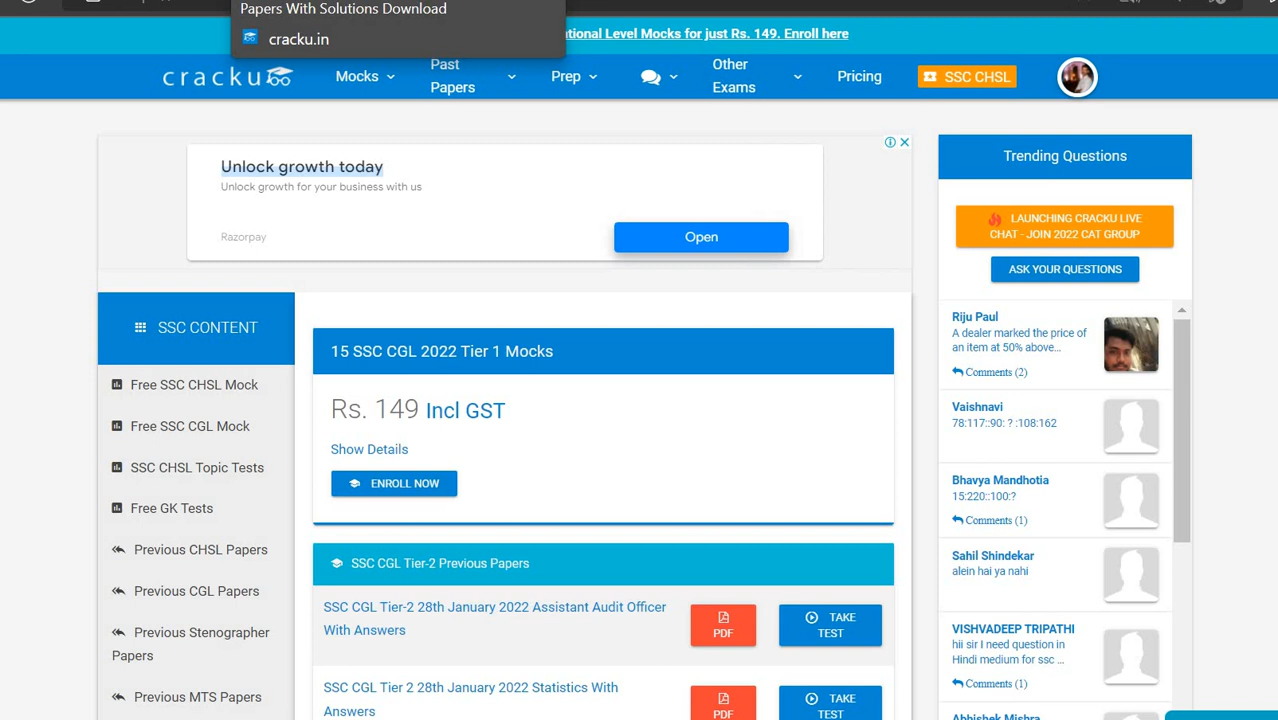 Papers With Solutions Download
cracku.in
tional Level Mocks for just Rs. 149. Enroll here
cracku
Mocks
Past
Papers
Prep
Other
Exams
Pricing
SSC CHSL
Unlock growth today
Unlock growth for your business with us
Razorpay
Open
Trending Questions
LAUNCHING CRACKU LIVE
CHAT - JOIN 2022 CAT GROUP
ASK YOUR QUESTIONS
SSC CONTENT
Free SSC CHSL Mock
Free SSC CGL Mock
SSC CHSL Topic Tests
Free GK Tests
Previous CHSL Papers
Previous CGL Papers
Previous Stenographer
Papers
Previous MTS Papers
15 SSC CGL 2022 Tier 1 Mocks
Rs. 149 Incl GST
Show Details
ENROLL NOW
SSC CGL Tier-2 Previous Papers
SSC CGL Tier-2 28th January 2022 Assistant Audit Officer
With Answers
PDF
TAKE
TEST
SSC CGL Tier 2 28th January 2022 Statistics With
Answers
PDF
TAKE
TEST
Riju Paul
A dealer marked the price of
an item at 50% above...
Comments (2)
Vaishnavi
78:117::90: ? :108:162
Bhavya Mandhotia
15:220::100:?
Comments (1)
Sahil Shindekar
alein hai ya nahi
VISHVADEEP TRIPATHI
hii sir I need question in
Hindi medium for ssc ...
Comments (1)
Abhishek Mishra